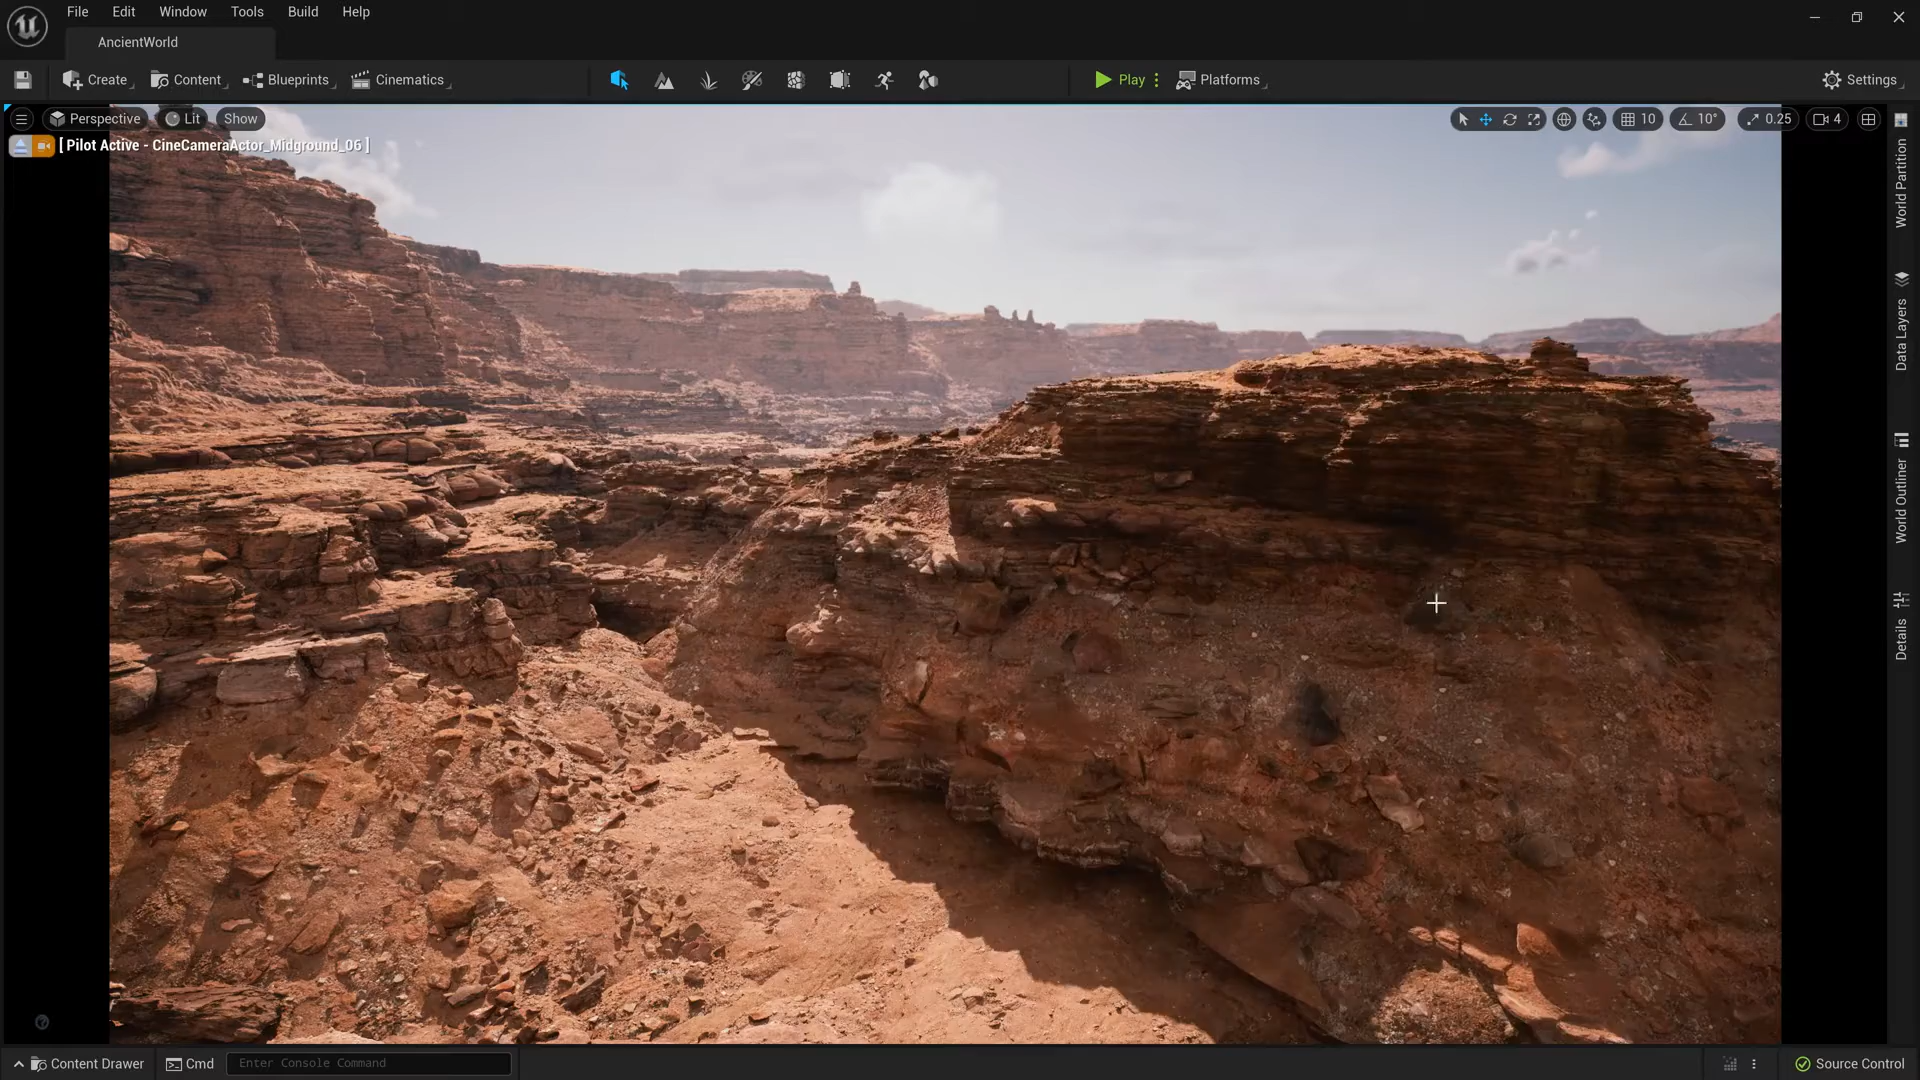 File Edit Window Tools Build Help
AncientWorld
Create Content Blueprints Cinematics Play Platforms Settings
Perspective Lit Show 10 10° 0.25 4
[ Pilot Active - CineCameraActor_Midground_06 ]
World Partition
Data Layers
World Outliner
Details
Content Drawer Cmd Enter Console Command Source Control